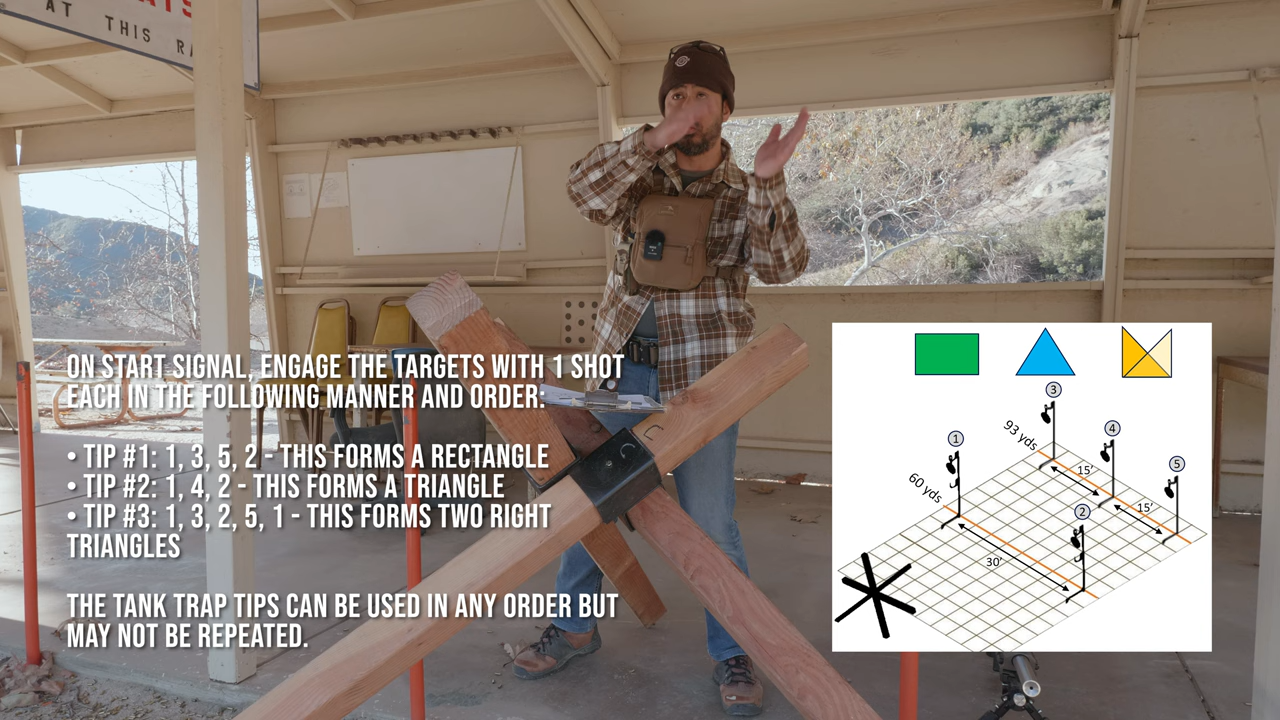 AT THIS
ON START SIGNAL, ENGAGE THE TARGETS WITH 1 SHOT
EACH IN THE FOLLOWING MANNER AND ORDER:
• TIP #1: 1, 3, 5, 2 - THIS FORMS A RECTANGLE
• TIP #2: 1, 4, 2 - THIS FORMS A TRIANGLE
• TIP #3: 1, 3, 2, 5, 1 - THIS FORMS TWO RIGHT
TRIANGLES
THE TANK TRAP TIPS CAN BE USED IN ANY ORDER BUT
MAY NOT BE REPEATED.
3
93 yds
4
1
15'
5
60 yds
15'
2
30'